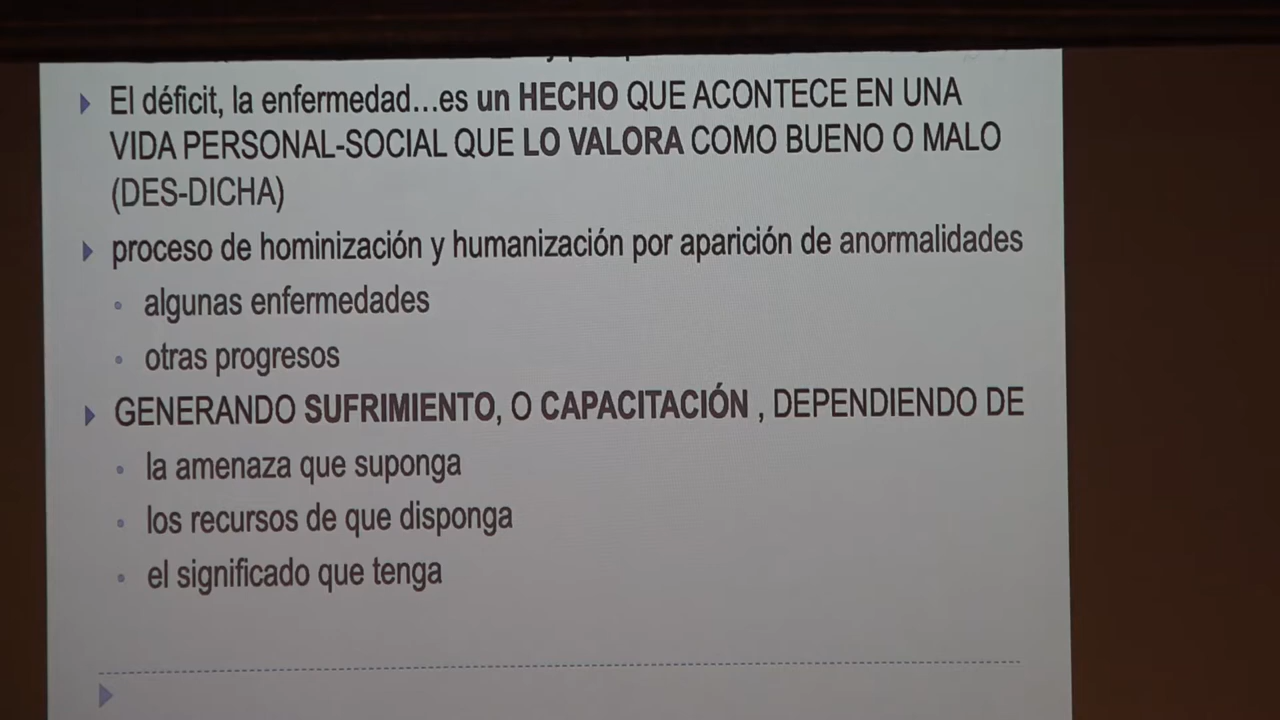 El déficit, la enfermedad...es un HECHO QUE ACONTECE EN UNA
VIDA PERSONAL-SOCIAL QUE LO VALORA COMO BUENO O MALO
(DES-DICHA)
proceso de hominización y humanización por aparición de anormalidades
algunas enfermedades
otras progresos
GENERANDO SUFRIMIENTO, O CAPACITACIÓN , DEPENDIENDO DE
la amenaza que suponga
los recursos de que disponga
el significado que tenga